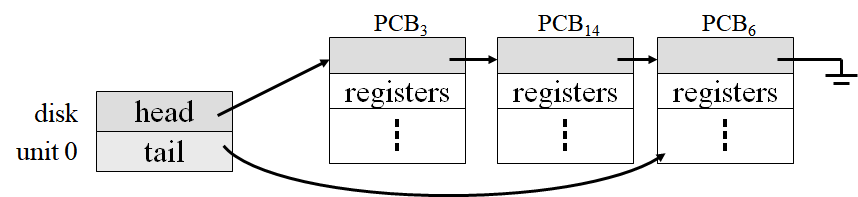 PCB3 PCB14 PCB6
registers registers registers
disk head
unit 0 tail